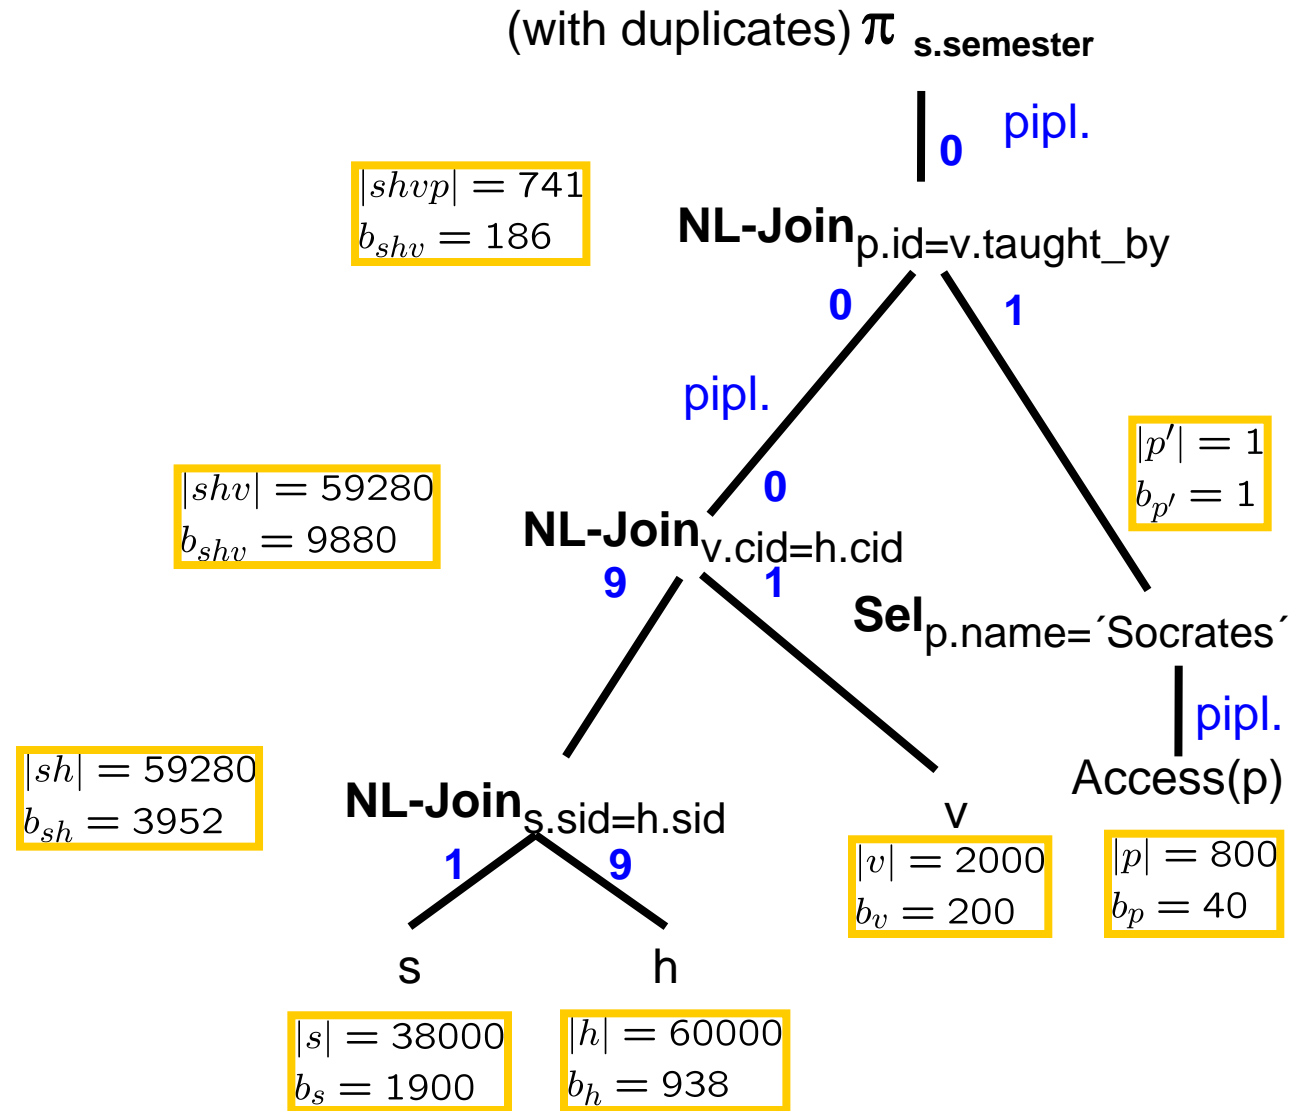 (with duplicates) π s.semester
pipl.
0
|shvp| = 741
b_shv = 186
NL-Join p.id=v.taught_by
0
1
pipl.
|p′| = 1
b_p′ = 1
|shv| = 59280
b_shv = 9880
0
NL-Join v.cid=h.cid
9
1
Sel p.name=´Socrates´
pipl.
|sh| = 59280
b_sh = 3952
NL-Join s.sid=h.sid
Access(p)
1
9
v
|v| = 2000
b_v = 200
|p| = 800
b_p = 40
s
h
|s| = 38000
b_s = 1900
|h| = 60000
b_h = 938